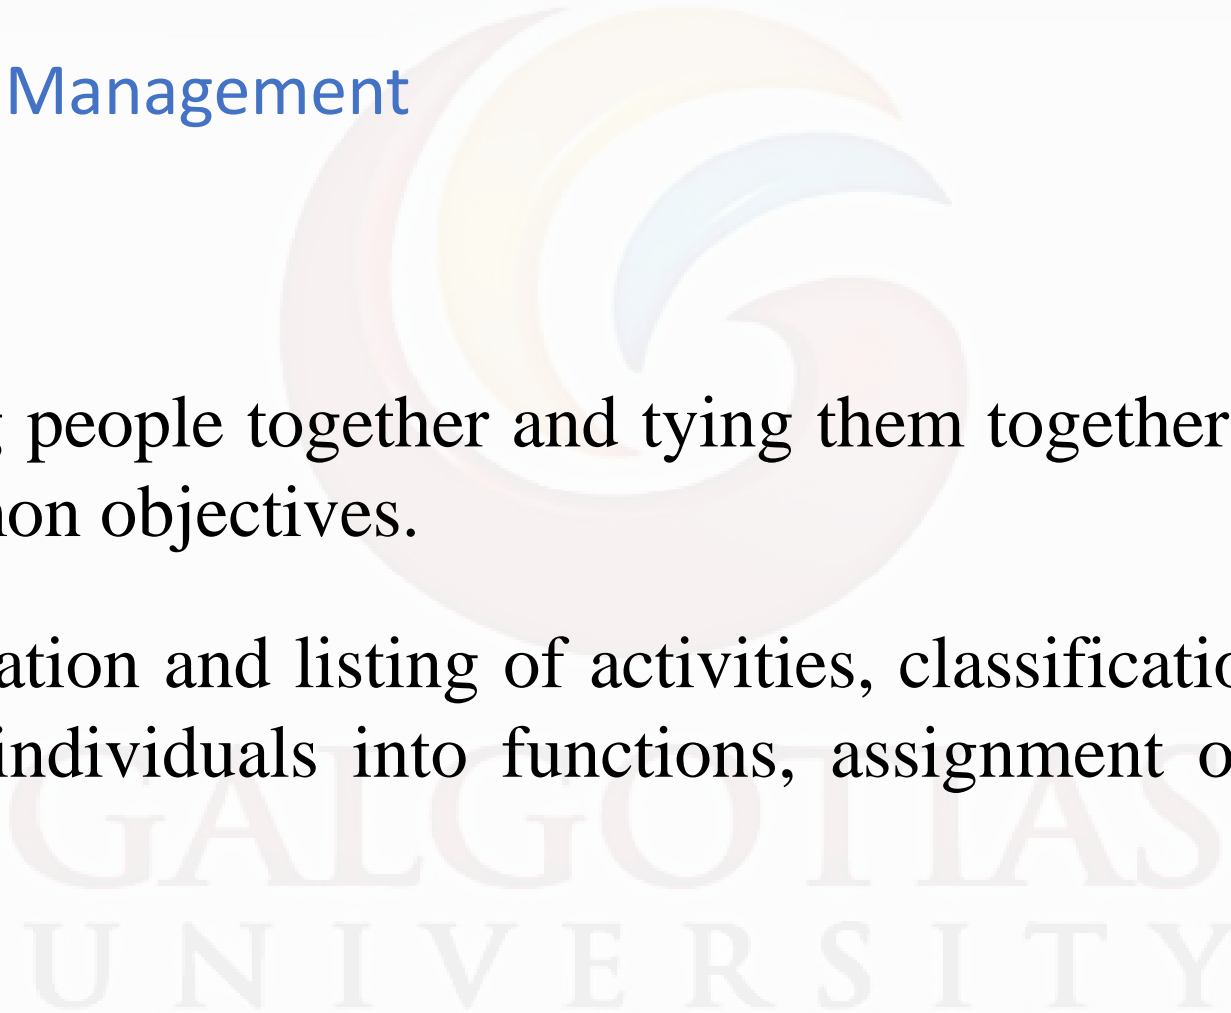 Management
g people together and tying them together
non objectives.
ation and listing of activities, classificatio
individuals into functions, assignment o
GALGOTIAS
UNIVERSITY